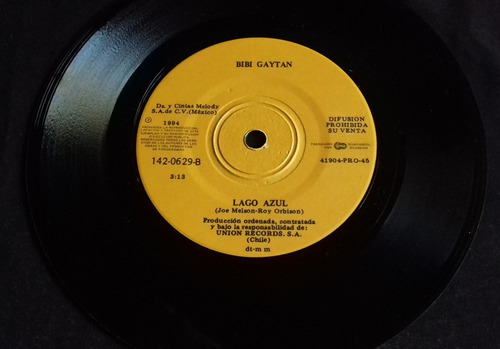 BIBI GAYTAN
Ds. y Cintas Melody
S.A. de C.V. (México)
℗ 1994
142-0629-B
3:13
DIFUSION
PROHIBIDA
SU VENTA
41904-PRO-45
LAGO AZUL
(Joe Melson-Roy Orbison)
Producción ordenada, contratada
y bajo la responsabilidad de:
UNION RECORDS. S.A.
(Chile)
dt-m m